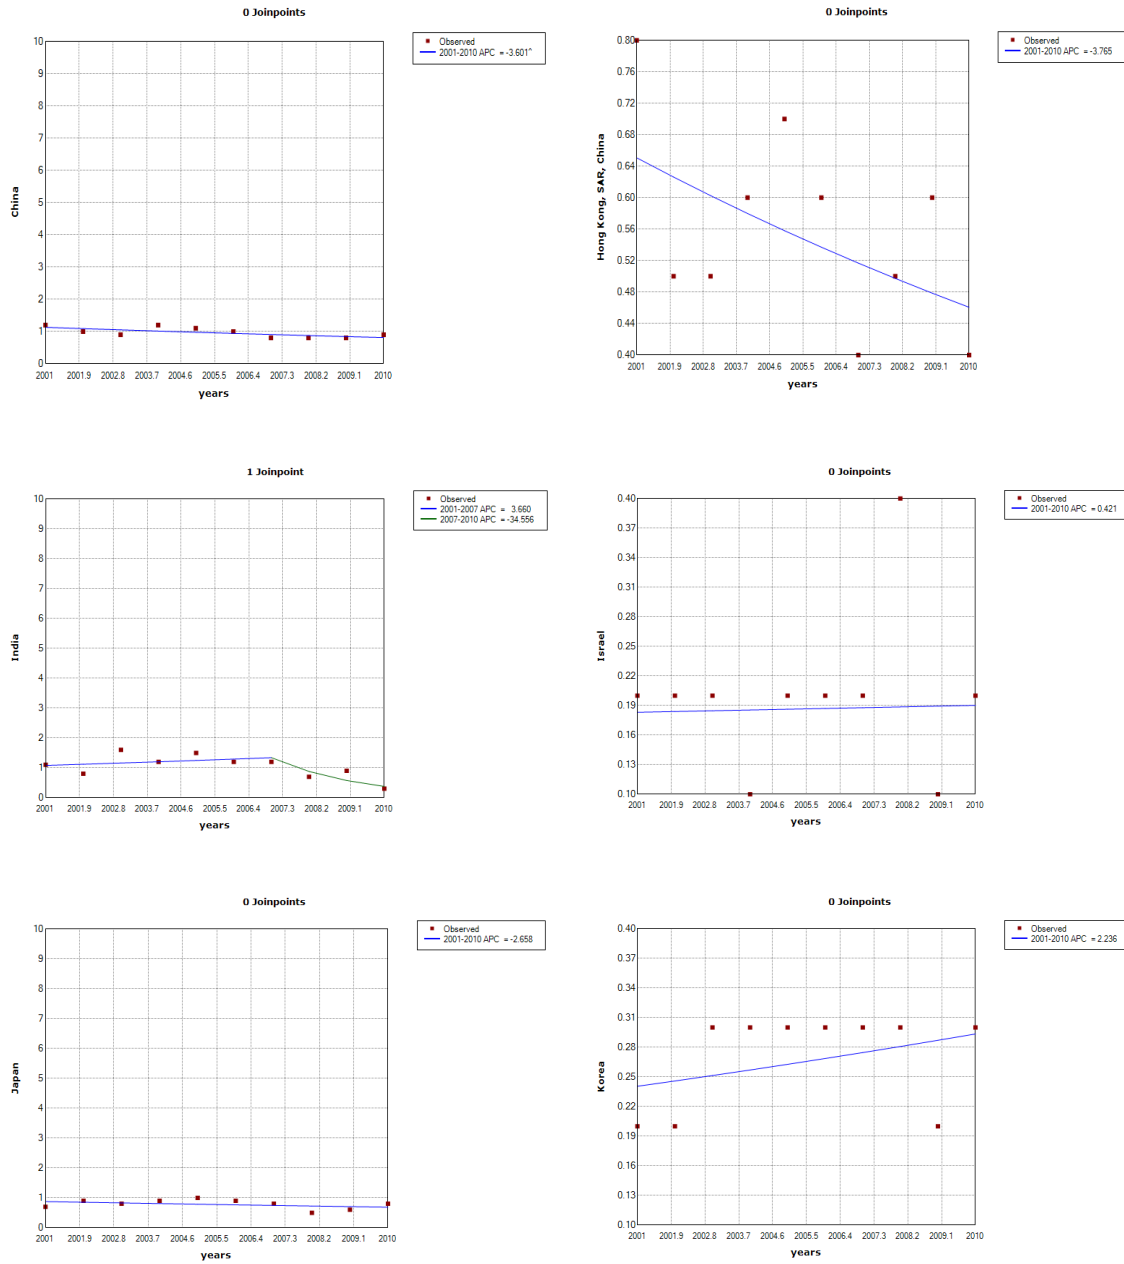 0 Joinpoints
Observed
2001-2010 APC = -3.601^
10
9
8
7
6
5
4
3
2
1
0
China
2001 2001.9 2002.8 2003.7 2004.6 2005.5 2006.4 2007.3 2008.2 2009.1 2010
years
0 Joinpoints
Observed
2001-2010 APC = -3.765
0.80
0.76
0.72
0.68
0.64
0.60
0.56
0.52
0.48
0.44
0.40
Hong Kong, SAR, China
2001 2001.9 2002.8 2003.7 2004.6 2005.5 2006.4 2007.3 2008.2 2009.1 2010
years
1 Joinpoint
Observed
2001-2007 APC = 3.660
2007-2010 APC = -34.556
10
9
8
7
6
5
4
3
2
1
0
India
2001 2001.9 2002.8 2003.7 2004.6 2005.5 2006.4 2007.3 2008.2 2009.1 2010
years
0 Joinpoints
Observed
2001-2010 APC = 0.421
0.40
0.37
0.34
0.31
0.28
0.25
0.22
0.19
0.16
0.13
0.10
Israel
2001 2001.9 2002.8 2003.7 2004.6 2005.5 2006.4 2007.3 2008.2 2009.1 2010
years
0 Joinpoints
Observed
2001-2010 APC = -2.658
10
9
8
7
6
5
4
3
2
1
0
Japan
2001 2001.9 2002.8 2003.7 2004.6 2005.5 2006.4 2007.3 2008.2 2009.1 2010
years
0 Joinpoints
Observed
2001-2010 APC = 2.236
0.40
0.37
0.34
0.31
0.28
0.25
0.22
0.19
0.16
0.13
0.10
Korea
2001 2001.9 2002.8 2003.7 2004.6 2005.5 2006.4 2007.3 2008.2 2009.1 2010
years